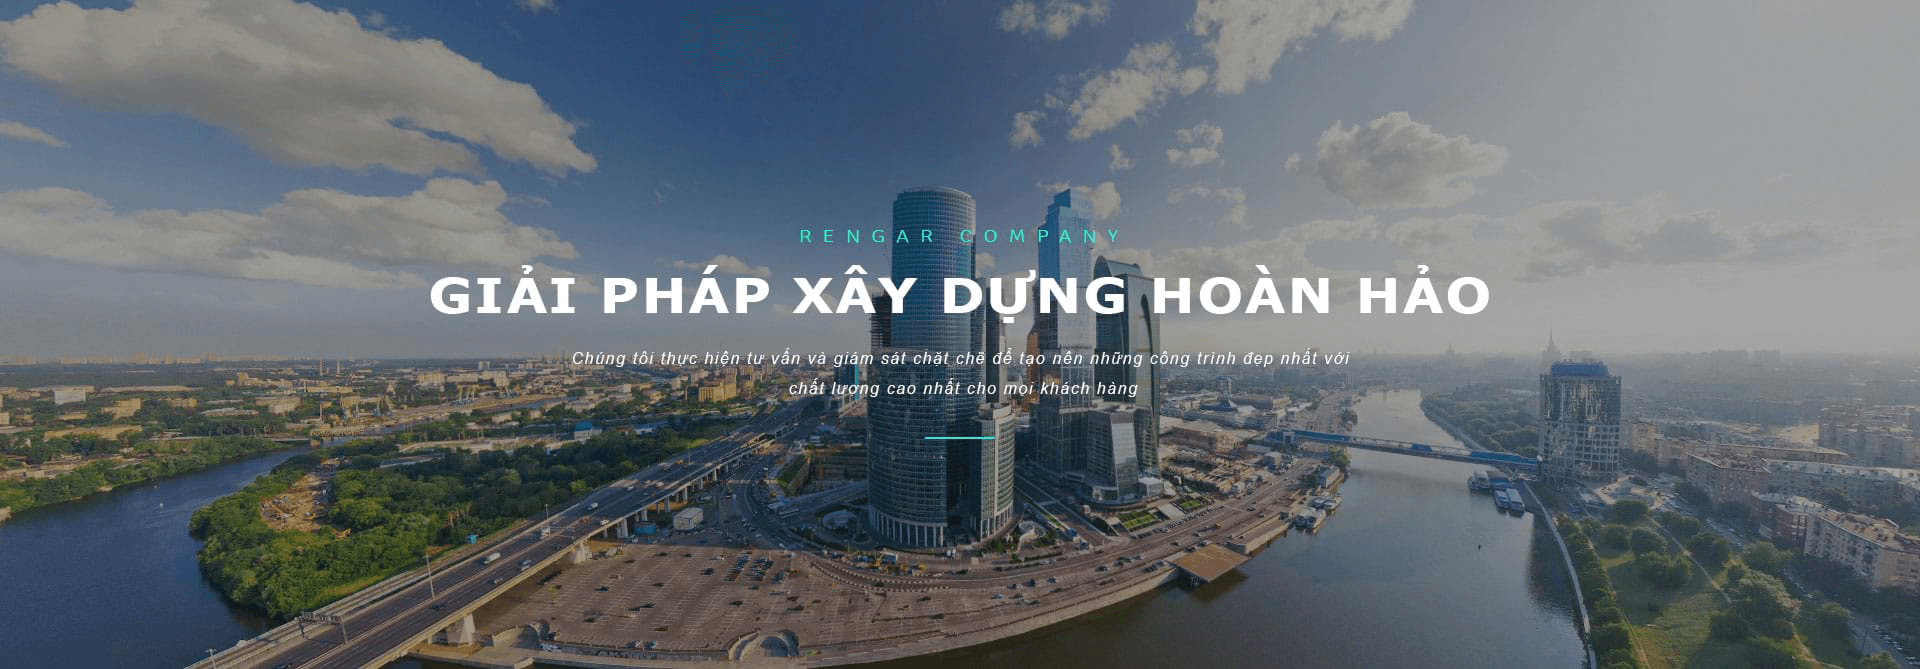 RENGAR COMPANY
GIẢI PHÁP XÂY DỰNG HOÀN HẢO
Chúng tôi thực hiện tư vấn và giám sát chặt chẽ để tạo nên những công trình đẹp nhất với
chất lượng cao nhất cho mọi khách hàng